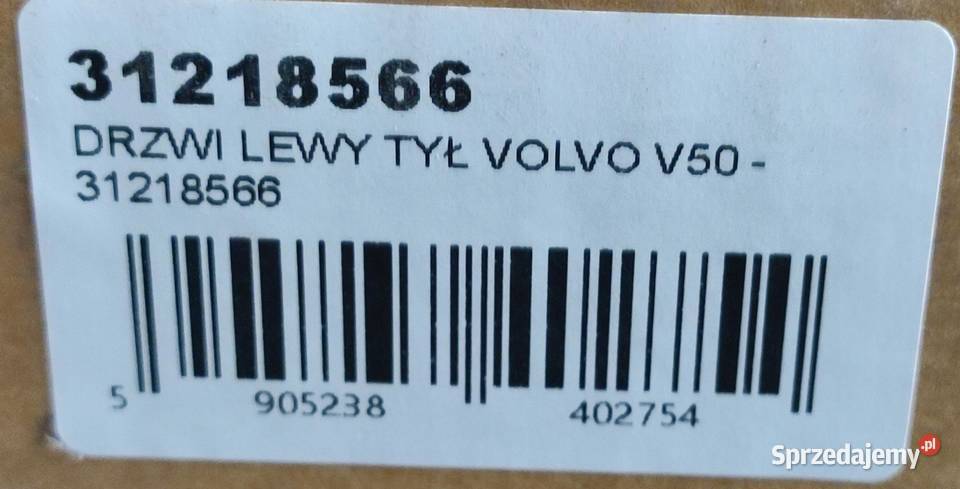 31218566
DRZWI LEWY TYŁ VOLVO V50 -
31218566
5 905238 402754
Sprzedajemy.pl